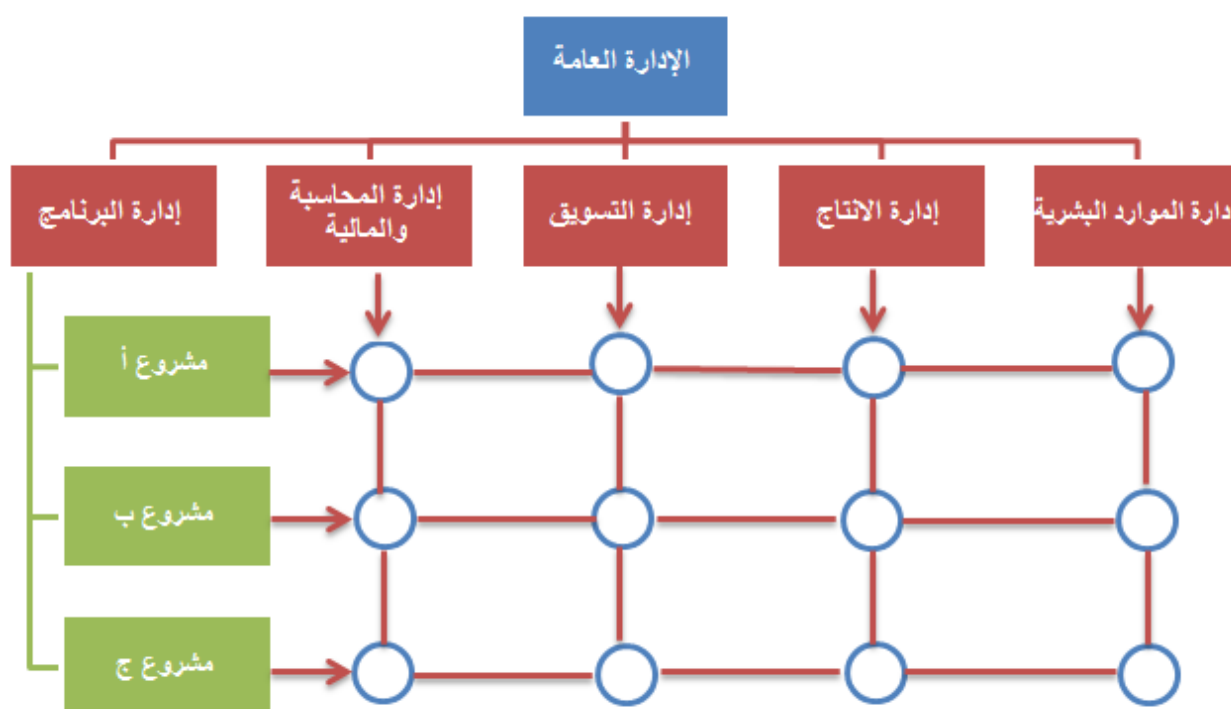 الإدارة العامة
دارة الموارد البشرية
إدارة الانتاج
إدارة التسويق
إدارة المحاسبة
والمالية
إدارة البرنامج
مشروع أ
مشروع ب
مشروع ج